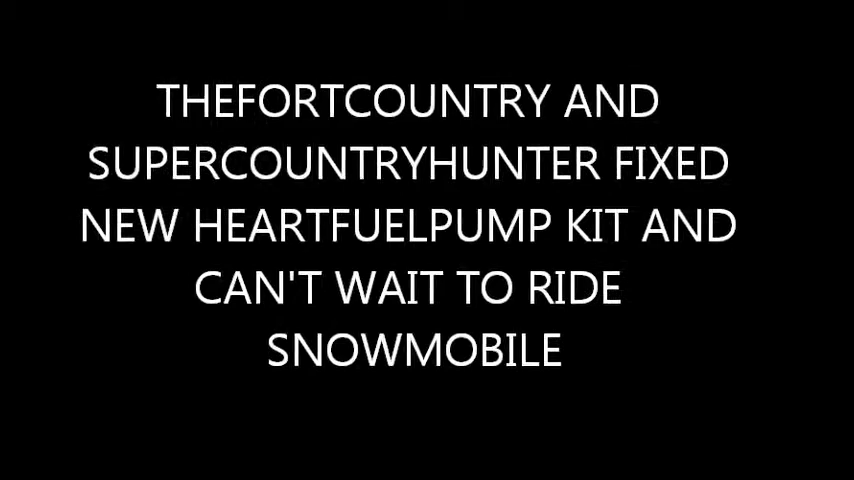 THEFORTCOUNTRY AND
SUPERCOUNTRYHUNTER FIXED
NEW HEARTFUELPUMP KIT AND
CAN'T WAIT TO RIDE
SNOWMOBILE